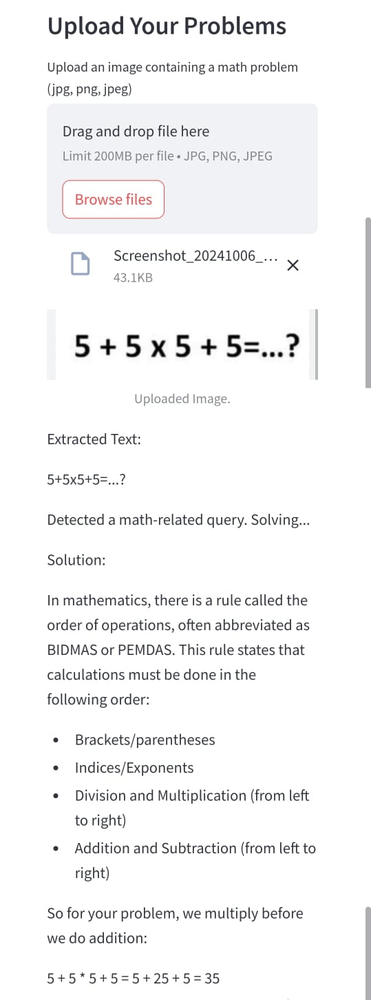 Upload Your Problems
Upload an image containing a math problem
(jpg, png, jpeg)
Drag and drop file here
Limit 200MB per file • JPG, PNG, JPEG
Browse files
Screenshot_20241006_...
43.1KB
5 + 5 x 5 + 5=...?
Uploaded Image.
Extracted Text:
5+5x5+5=...?
Detected a math-related query. Solving...
Solution:
In mathematics, there is a rule called the
order of operations, often abbreviated as
BIDMAS or PEMDAS. This rule states that
calculations must be done in the
following order:
• Brackets/parentheses
• Indices/Exponents
• Division and Multiplication (from left
to right)
• Addition and Subtraction (from left to
right)
So for your problem, we multiply before
we do addition:
5 + 5 * 5 + 5 = 5 + 25 + 5 = 35